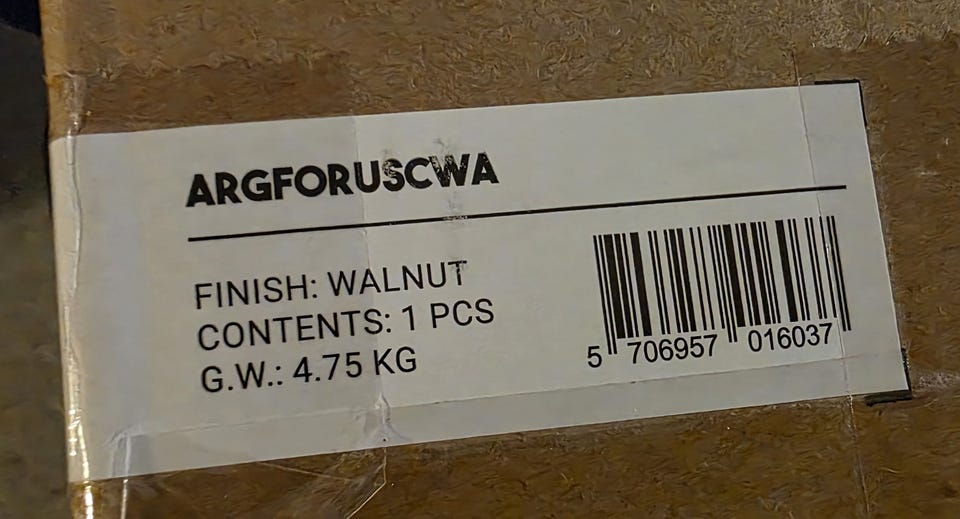 ARGFORUSCWA
FINISH: WALNUT
CONTENTS: 1 PCS
G.W.: 4.75 KG
5 706957 016037